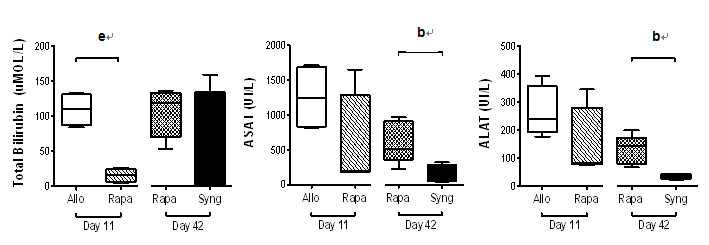 e↵
Total Bilirubin (uMOL/L)
200
150
100
50
0
Allo Rapa Rapa Syng
Day 11 Day 42
b↵
ASAT (UI/L)
2000
1500
1000
500
0
Allo Rapa Rapa Syng
Day 11 Day 42
b↵
ALAT (UI/L)
500
400
300
200
100
0
Allo Rapa Rapa Syng
Day 11 Day 42